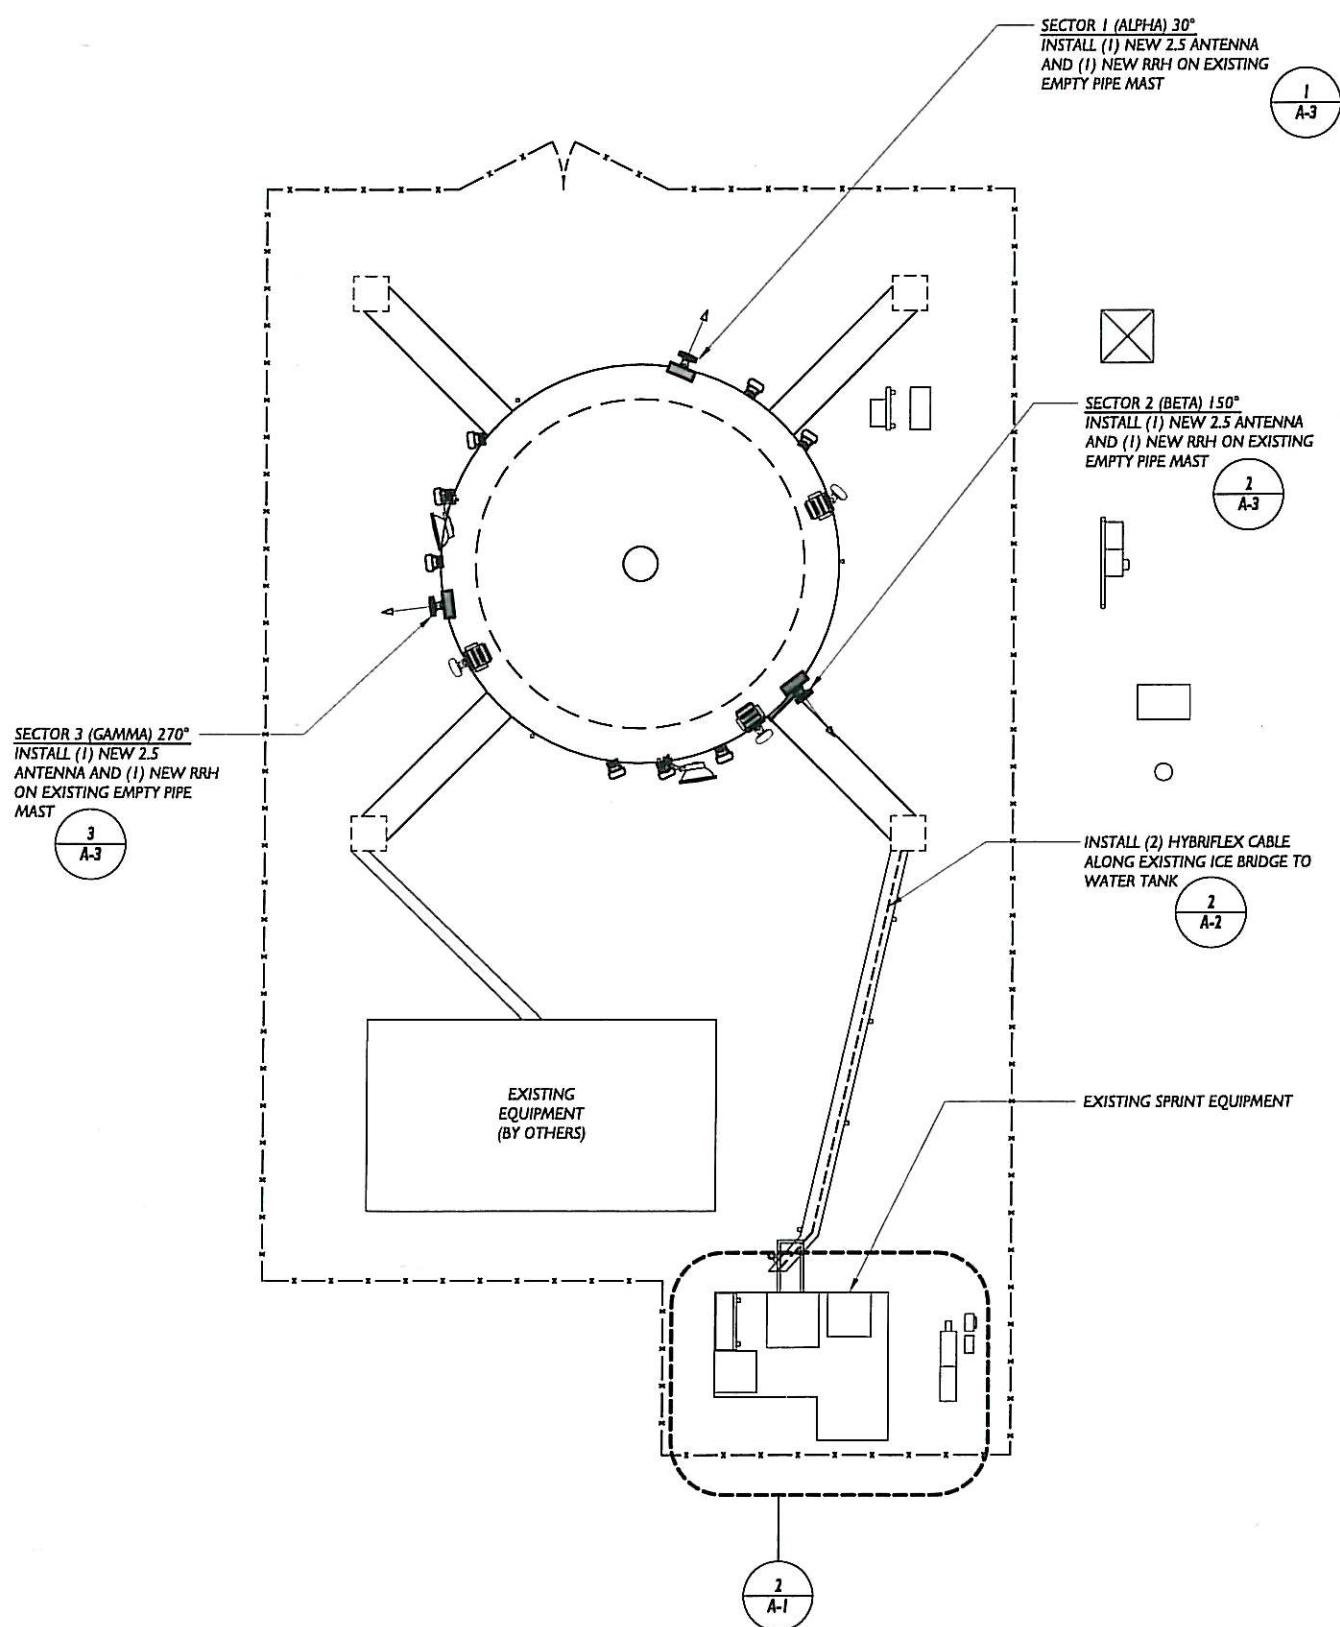 SECTOR 1 (ALPHA) 30°
INSTALL (1) NEW 2.5 ANTENNA
AND (1) NEW RRH ON EXISTING
EMPTY PIPE MAST
1
A-3
SECTOR 2 (BETA) 150°
INSTALL (1) NEW 2.5 ANTENNA
AND (1) NEW RRH ON EXISTING
EMPTY PIPE MAST
2
A-3
SECTOR 3 (GAMMA) 270°
INSTALL (1) NEW 2.5
ANTENNA AND (1) NEW RRH
ON EXISTING EMPTY PIPE
MAST
3
A-3
INSTALL (2) HYBRIFLEX CABLE
ALONG EXISTING ICE BRIDGE TO
WATER TANK
2
A-2
EXISTING
EQUIPMENT
(BY OTHERS)
EXISTING SPRINT EQUIPMENT
2
A-1